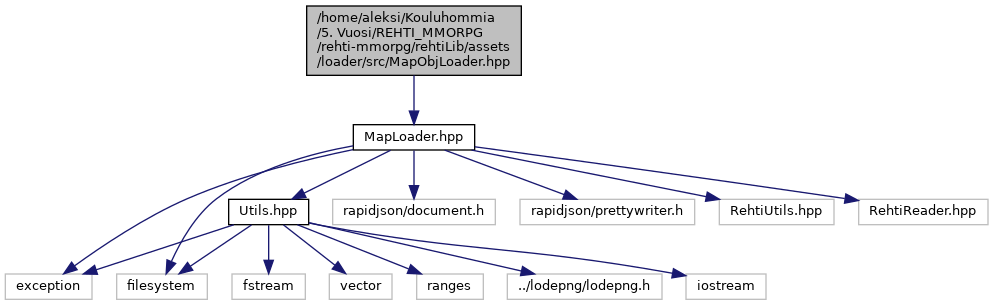 /home/aleksi/Kouluhommia
/5. Vuosi/REHTI_MMORPG
/rehti-mmorpg/rehtiLib/assets
/loader/src/MapObjLoader.hpp
MapLoader.hpp
Utils.hpp
rapidjson/document.h
rapidjson/prettywriter.h
RehtiUtils.hpp
RehtiReader.hpp
exception
filesystem
fstream
vector
ranges
../lodepng/lodepng.h
iostream